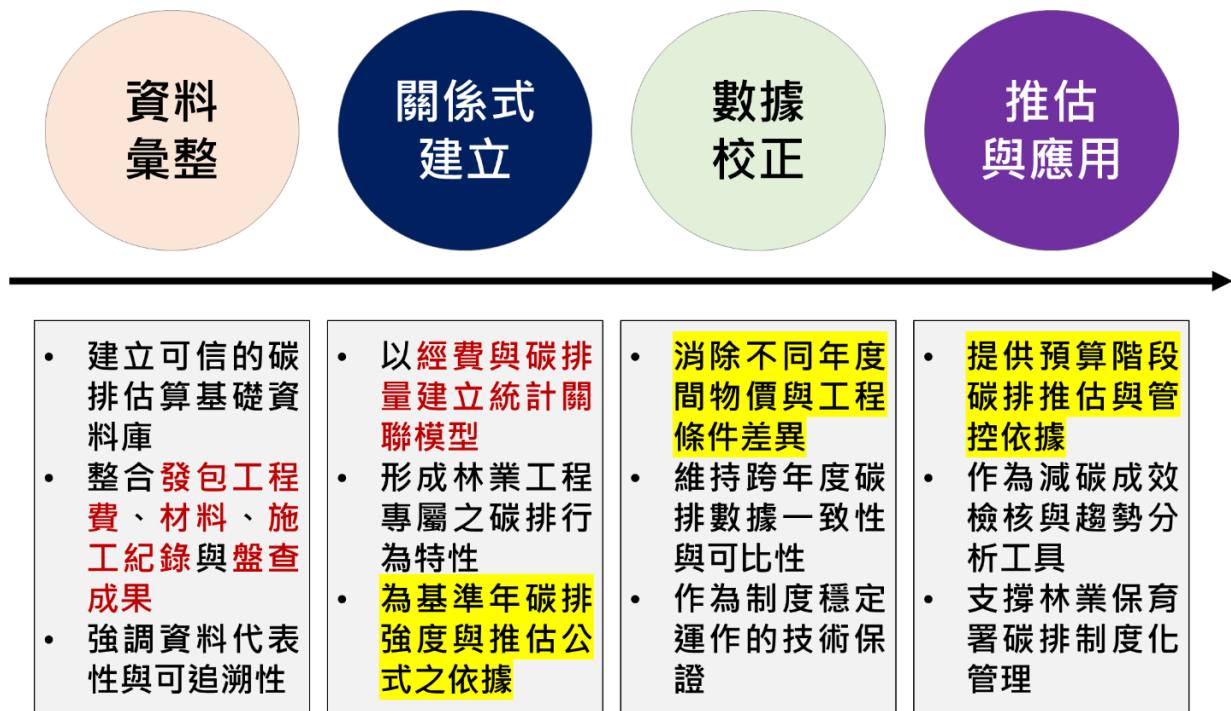 資料
彙整
關係式
建立
數據
校正
推估
與應用
• 建立可信的碳
排估算基礎資
料庫
• 整合發包工程
費、材料、施
工紀錄與盤查
成果
• 強調資料代表
性與可追溯性
• 以經費與碳排
量建立統計關
聯模型
• 形成林業工程
專屬之碳排行
為特性
• 為基準年碳排
強度與推估公
式之依據
• 消除不同年度
間物價與工程
條件差異
• 維持跨年度碳
排數據一致性
與可比性
• 作為制度穩定
運作的技術保
證
• 提供預算階段
碳排推估與管
控依據
• 作為減碳成效
檢核與趨勢分
析工具
• 支撐林業保育
署碳排制度化
管理